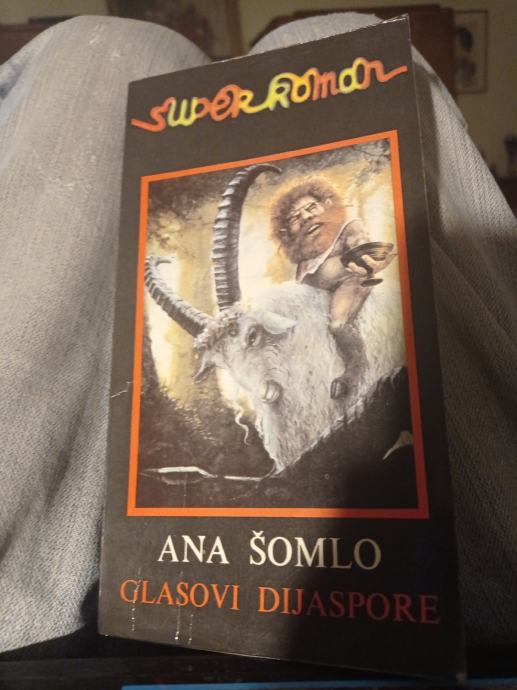 super roman
ANA ŠOMLO
GLASOVI DIJASPORE